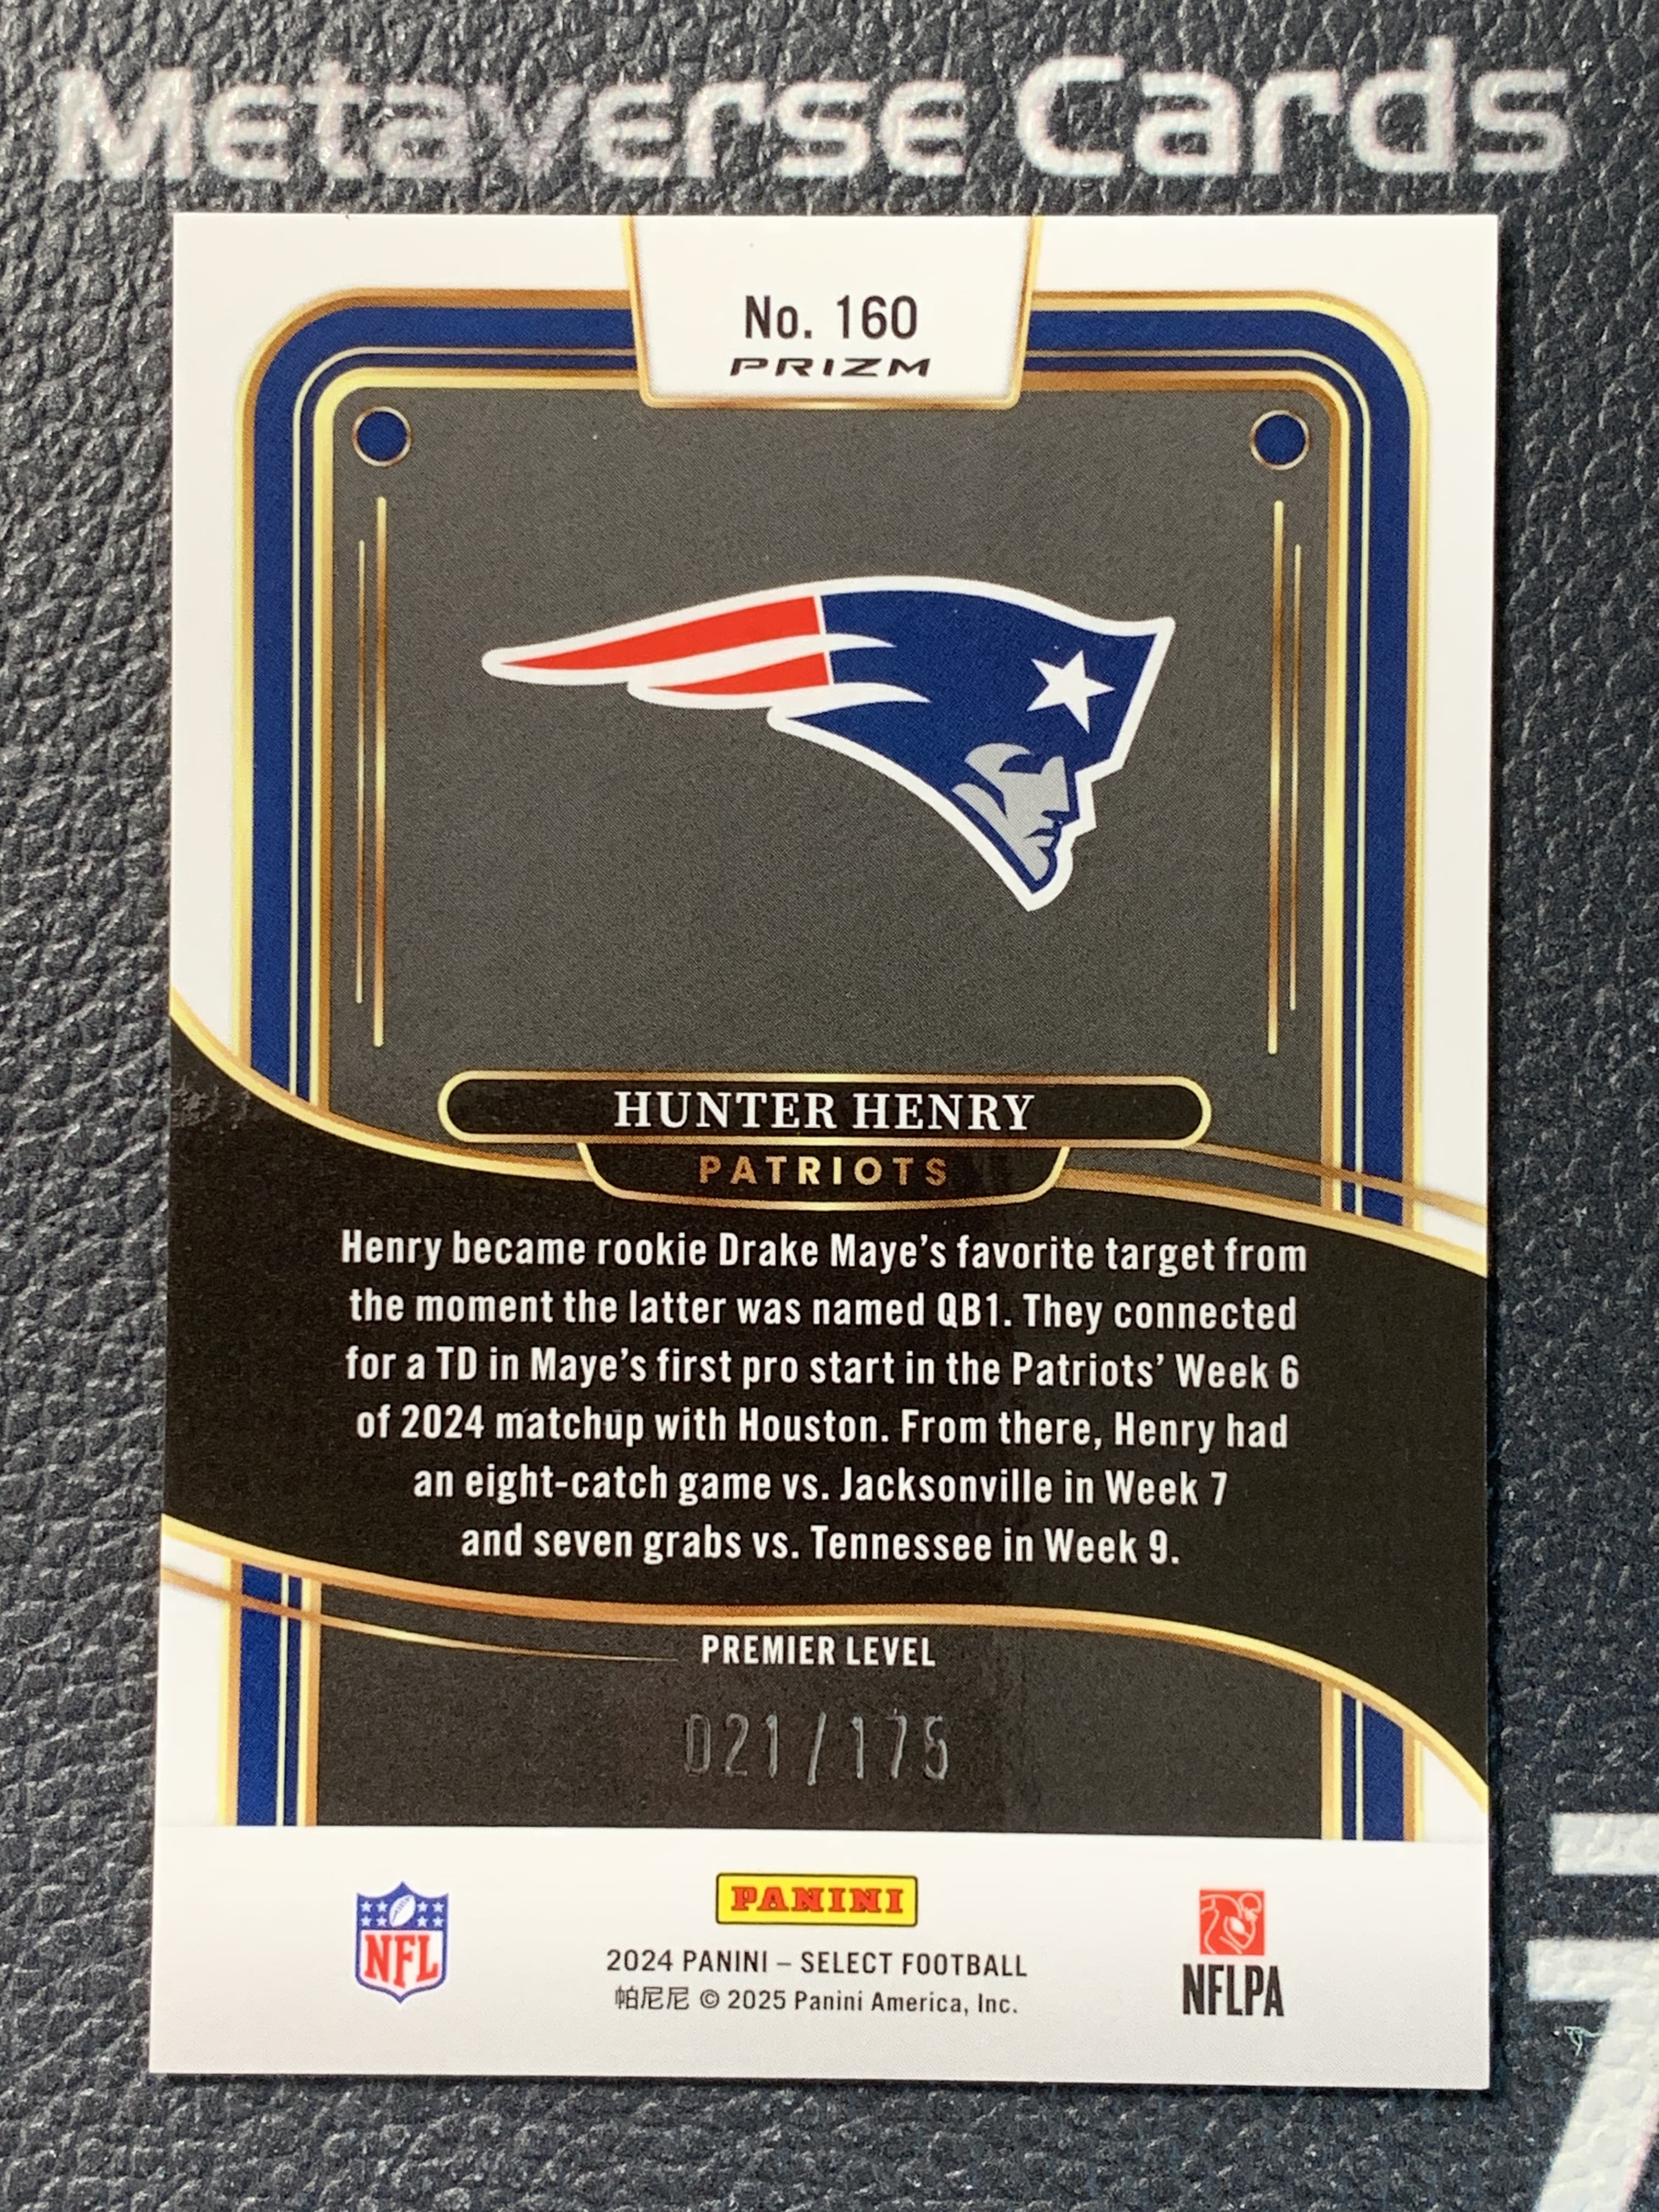 Metaverse Cards
No. 160
PRIZM
HUNTER HENRY
PATRIOTS
Henry became rookie Drake Maye's favorite target from
the moment the latter was named QB1. They connected
for a TD in Maye's first pro start in the Patriots' Week 6
of 2024 matchup with Houston. From there, Henry had
an eight-catch game vs. Jacksonville in Week 7
and seven grabs vs. Tennessee in Week 9.
PREMIER LEVEL
021/175
NFL
PANINI
2024 PANINI – SELECT FOOTBALL
帕尼尼 © 2025 Panini America, Inc.
NFLPA